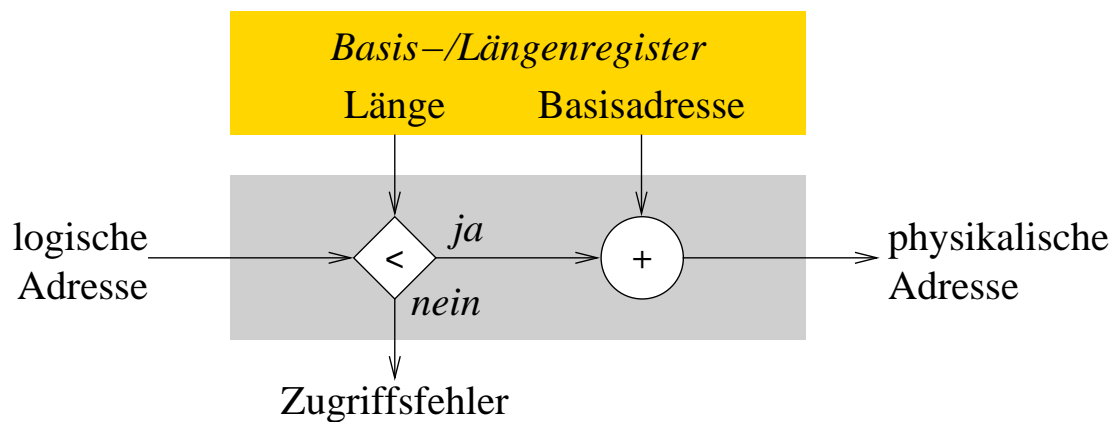 Basis–/Längenregister
Länge
Basisadresse
logische
Adresse
<
ja
nein
+
physikalische
Adresse
Zugriffsfehler